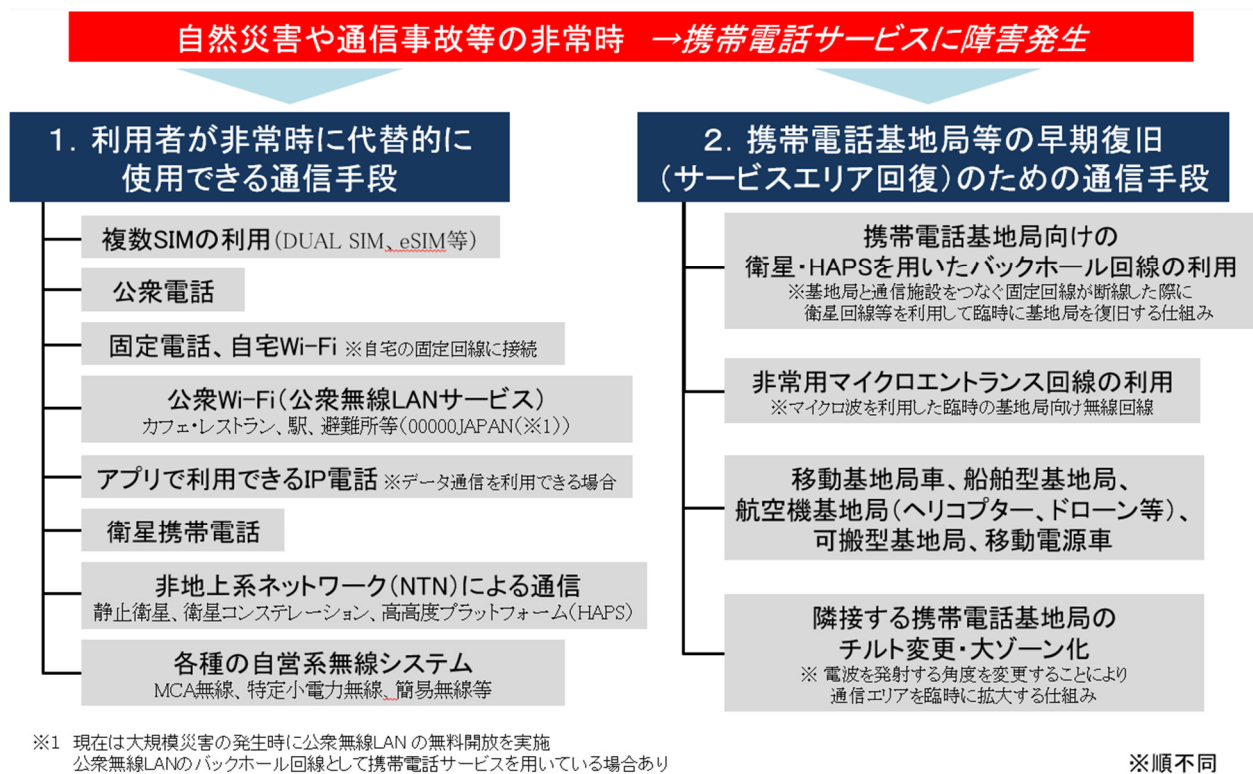 自然災害や通信事故等の非常時 →携帯電話サービスに障害発生
1. 利用者が非常時に代替的に
使用できる通信手段
複数SIMの利用(DUAL SIM、eSIM等)
公衆電話
固定電話、自宅Wi-Fi ※自宅の固定回線に接続
公衆Wi-Fi(公衆無線LANサービス)
カフェ・レストラン、駅、避難所等(00000JAPAN(※1))
アプリで利用できるIP電話 ※データ通信を利用できる場合
衛星携帯電話
非地上系ネットワーク(NTN)による通信
静止衛星、衛星コンステレーション、高高度プラットフォーム(HAPS)
各種の自営系無線システム
MCA無線、特定小電力無線、簡易無線等
2. 携帯電話基地局等の早期復旧
(サービスエリア回復)のための通信手段
携帯電話基地局向けの
衛星・HAPSを用いたバックホール回線の利用
※基地局と通信施設をつなぐ固定回線が断線した際に
衛星回線等を利用して臨時に基地局を復旧する仕組み
非常用マイクロエントランス回線の利用
※マイクロ波を利用した臨時の基地局向け無線回線
移動基地局車、船舶型基地局、
航空機基地局(ヘリコプター、ドローン等)、
可搬型基地局、移動電源車
隣接する携帯電話基地局の
チルト変更・大ゾーン化
※ 電波を発射する角度を変更することにより
通信エリアを臨時に拡大する仕組み
※1 現在は大規模災害の発生時に公衆無線LAN の無料開放を実施
公衆無線LANのバックホール回線として携帯電話サービスを用いている場合あり
※順不同